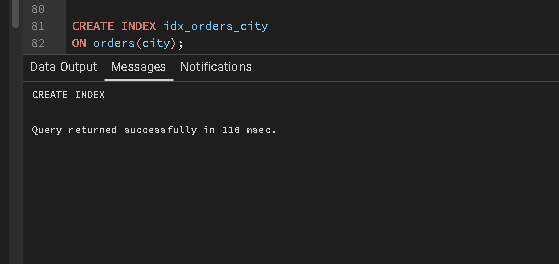 80
81 CREATE INDEX idx_orders_city
82 ON orders(city);
Data Output Messages Notifications
CREATE INDEX
Query returned successfully in 110 msec.